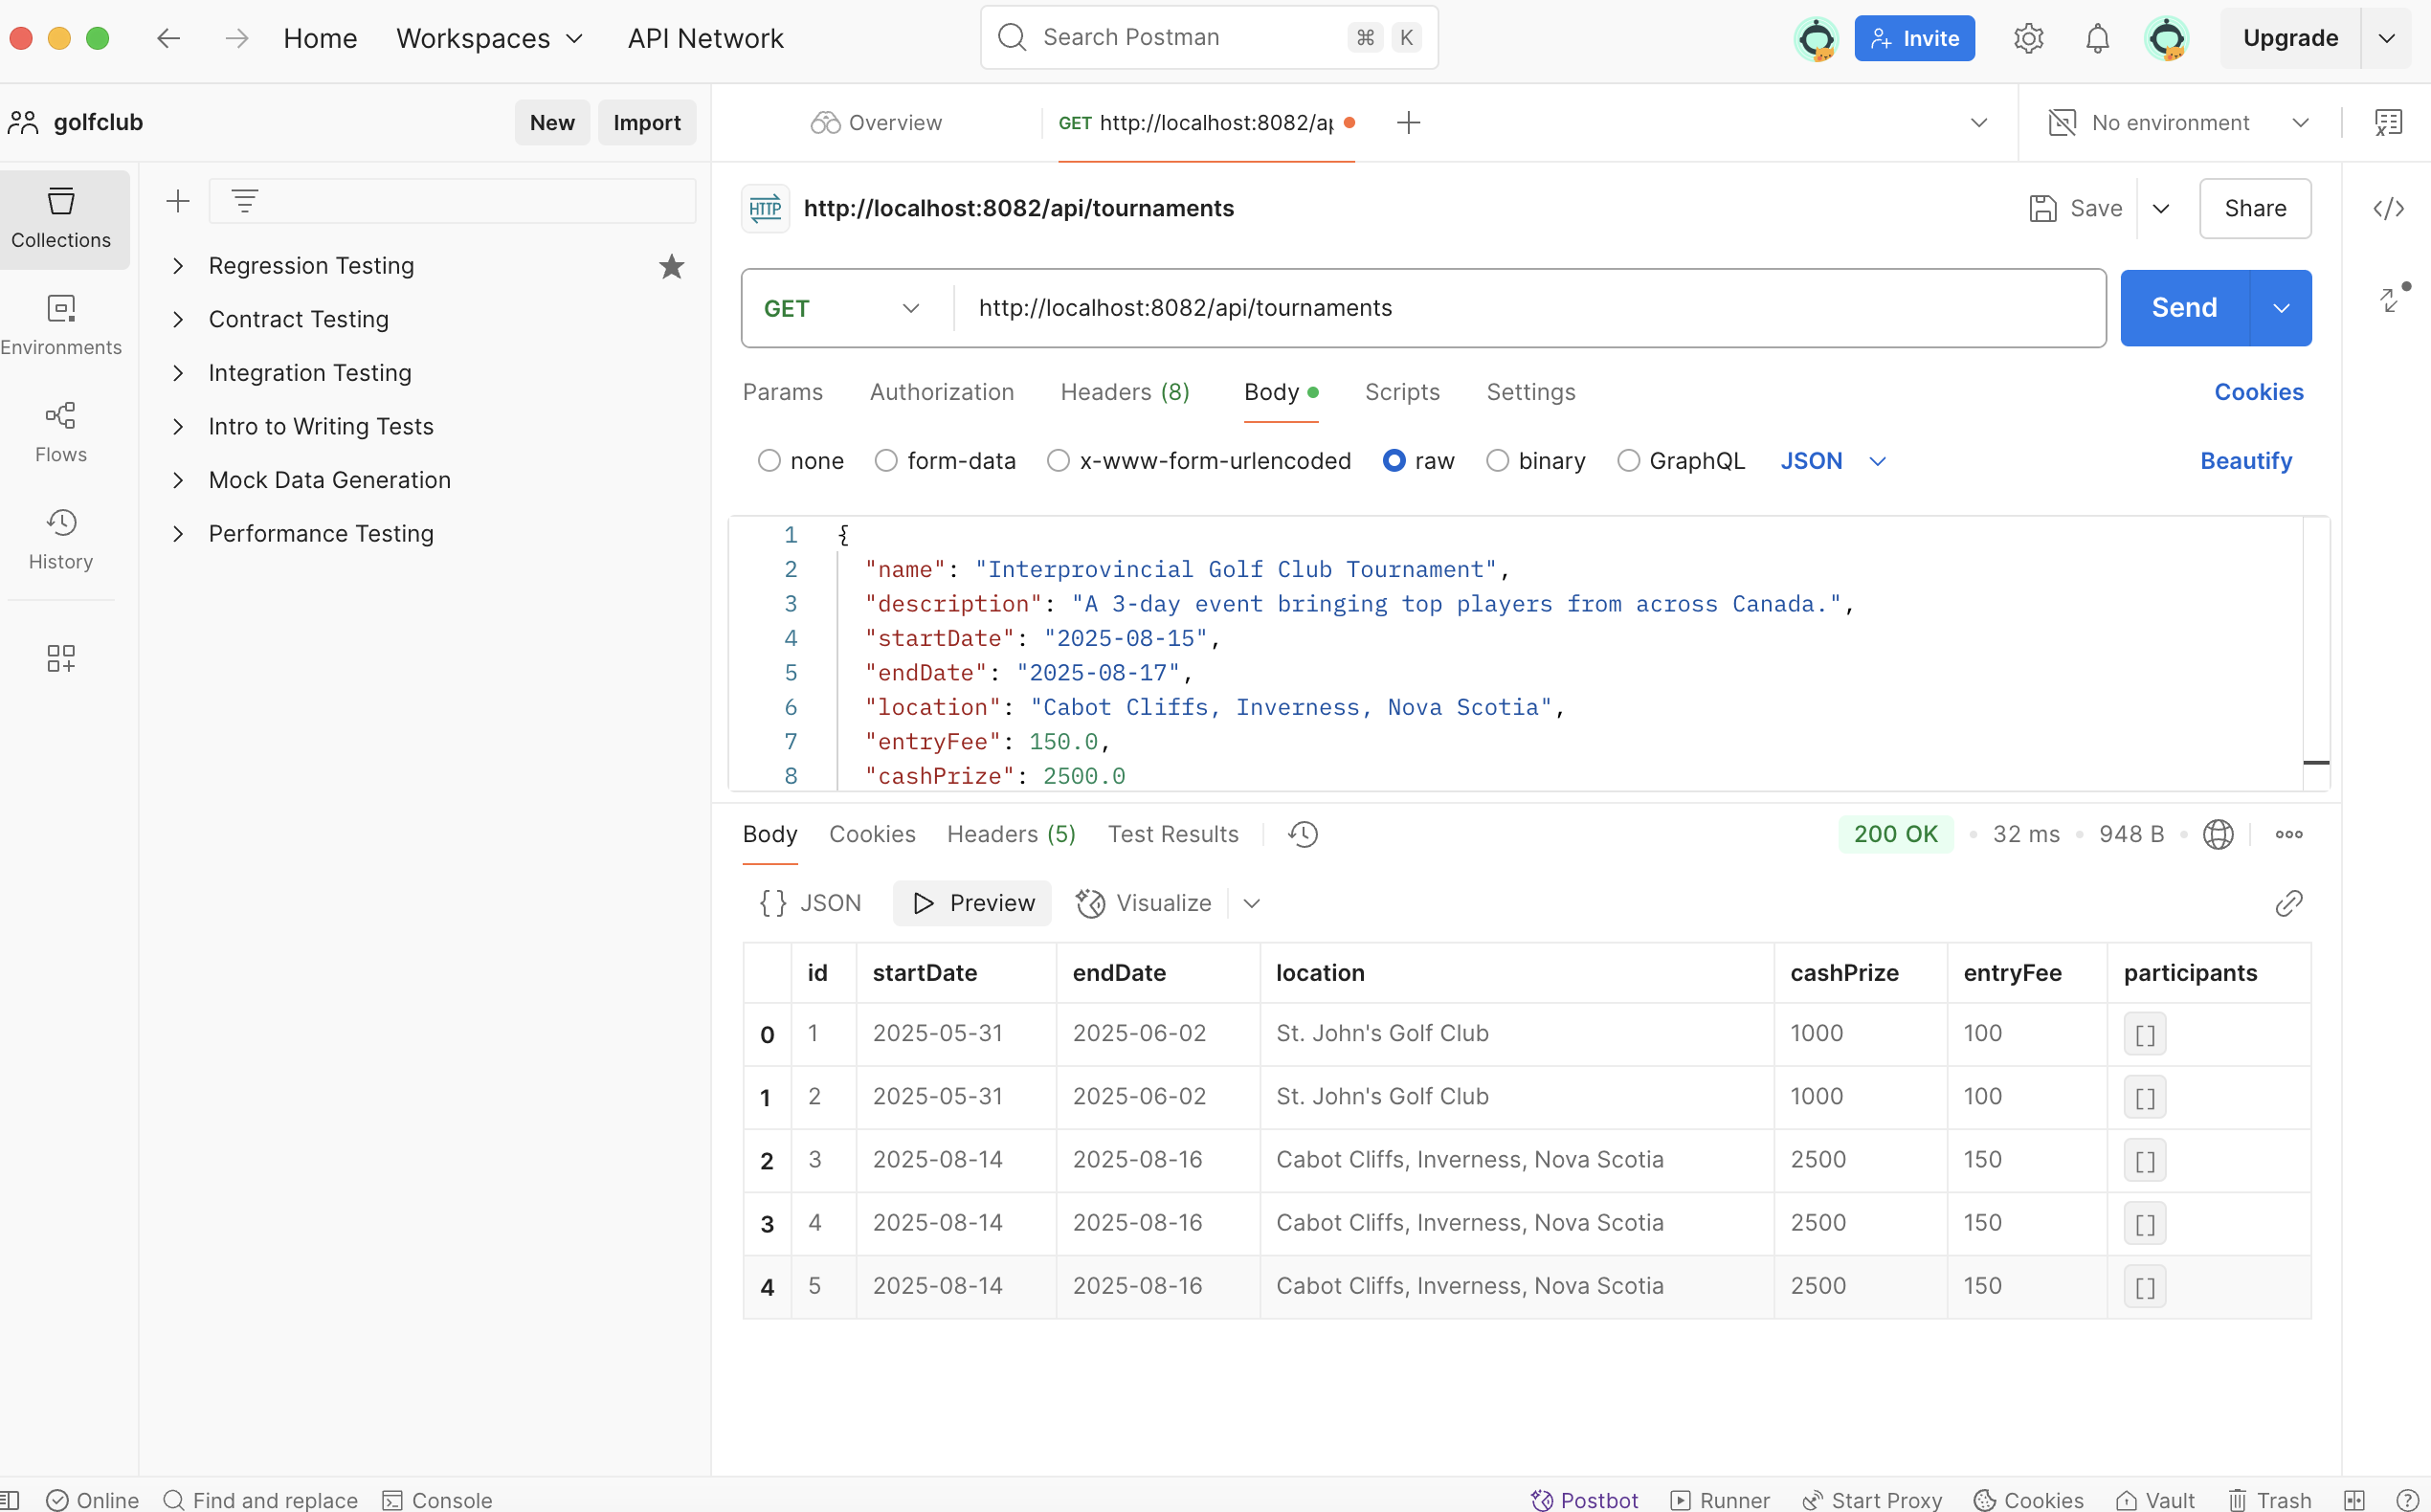 Home Workspaces API Network Search Postman ⌘ K Invite Upgrade
golfclub New Import Overview GET http://localhost:8082/ap No environment
Collections
Environments
Flows
History
Regression Testing
Contract Testing
Integration Testing
Intro to Writing Tests
Mock Data Generation
Performance Testing
HTTP http://localhost:8082/api/tournaments Save Share
GET http://localhost:8082/api/tournaments Send
Params Authorization Headers (8) Body Scripts Settings Cookies
none form-data x-www-form-urlencoded raw binary GraphQL JSON Beautify
1 {
2 "name": "Interprovincial Golf Club Tournament",
3 "description": "A 3-day event bringing top players from across Canada.",
4 "startDate": "2025-08-15",
5 "endDate": "2025-08-17",
6 "location": "Cabot Cliffs, Inverness, Nova Scotia",
7 "entryFee": 150.0,
8 "cashPrize": 2500.0
Body Cookies Headers (5) Test Results 200 OK • 32 ms • 948 B
{} JSON Preview Visualize
id startDate endDate location cashPrize entryFee participants
0 1 2025-05-31 2025-06-02 St. John's Golf Club 1000 100 []
1 2 2025-05-31 2025-06-02 St. John's Golf Club 1000 100 []
2 3 2025-08-14 2025-08-16 Cabot Cliffs, Inverness, Nova Scotia 2500 150 []
3 4 2025-08-14 2025-08-16 Cabot Cliffs, Inverness, Nova Scotia 2500 150 []
4 5 2025-08-14 2025-08-16 Cabot Cliffs, Inverness, Nova Scotia 2500 150 []
Online Find and replace Console Postbot Runner Start Proxy Cookies Vault Trash